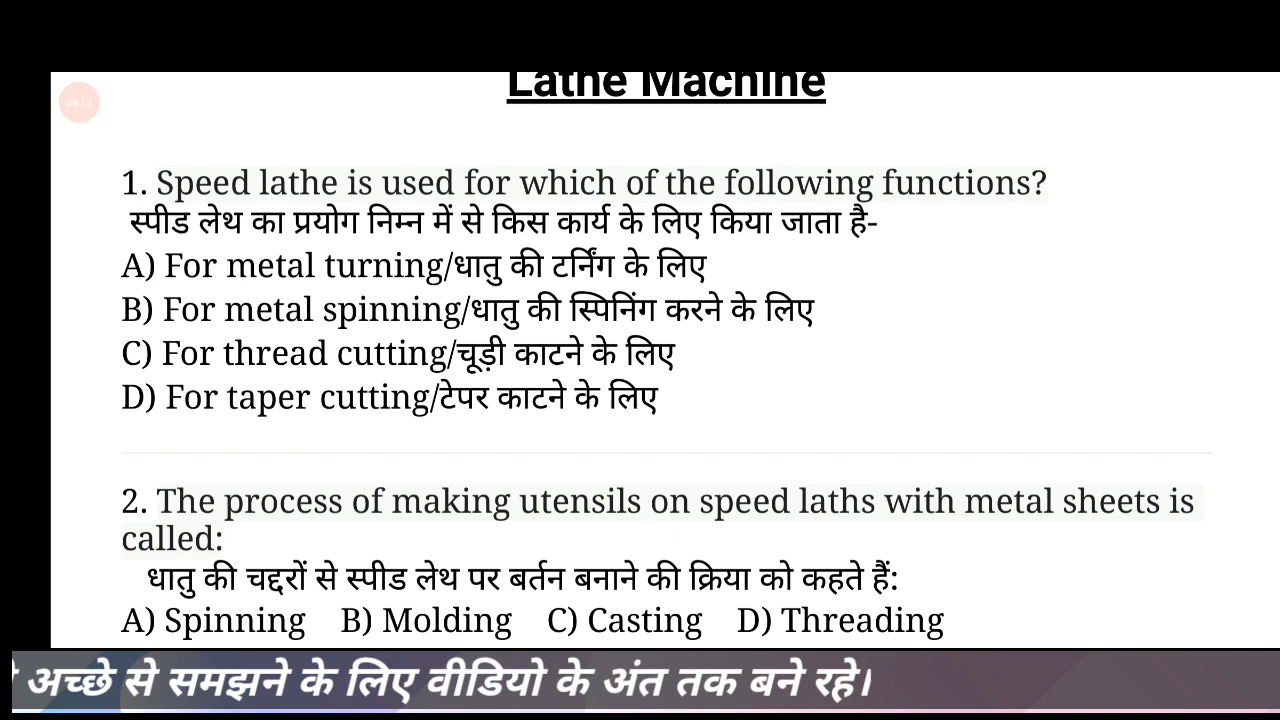 Lathe Machine
04:13
1. Speed lathe is used for which of the following functions?
स्पीड लेथ का प्रयोग निम्न में से किस कार्य के लिए किया जाता है-
A) For metal turning/धातु की टर्निंग के लिए
B) For metal spinning/धातु की स्पिनिंग करने के लिए
C) For thread cutting/चूड़ी काटने के लिए
D) For taper cutting/टेपर काटने के लिए
2. The process of making utensils on speed laths with metal sheets is
called:
धातु की चद्दरों से स्पीड लेथ पर बर्तन बनाने की क्रिया को कहते हैं:
A) Spinning B) Molding C) Casting D) Threading
अच्छे से समझने के लिए वीडियो के अंत तक बने रहे।